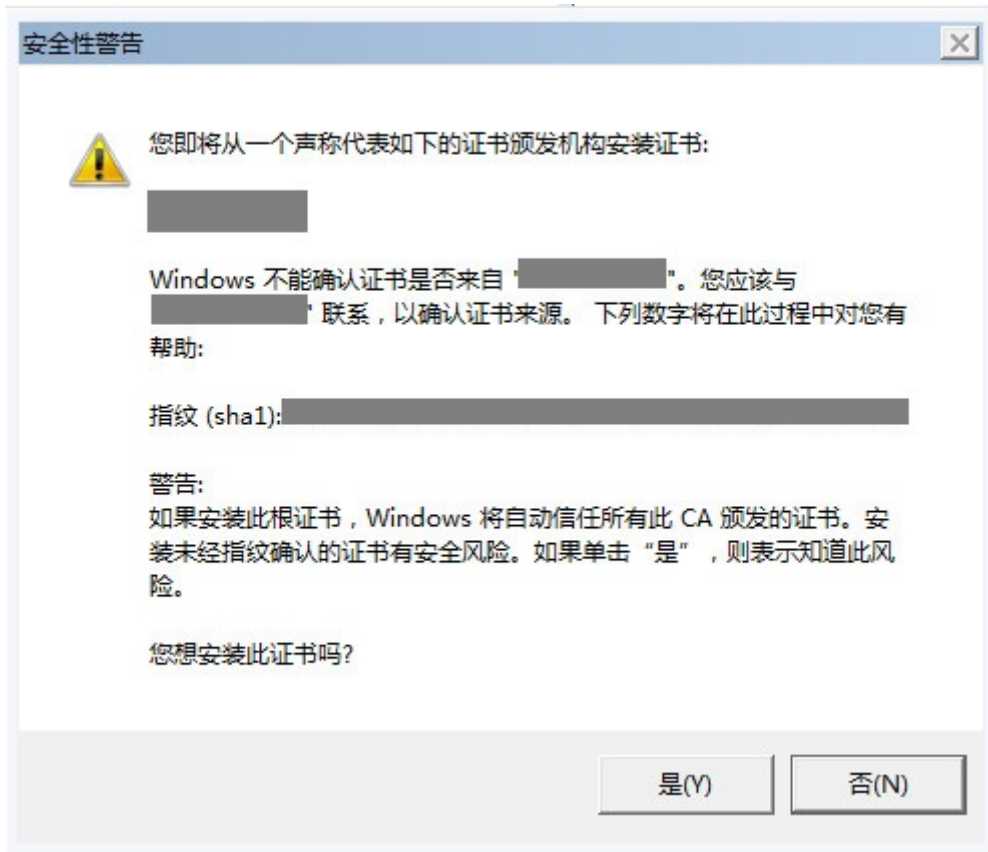 安全性警告
您即将从一个声称代表如下的证书颁发机构安装证书:
Windows 不能确认证书是否来自 "            "。您应该与
" 联系，以确认证书来源。 下列数字将在此过程中对您有
帮助:
指纹 (sha1):
警告:
如果安装此根证书，Windows 将自动信任所有此 CA 颁发的证书。安
装未经指纹确认的证书有安全风险。如果单击“是”，则表示知道此风
险。
您想安装此证书吗?
是(Y)
否(N)